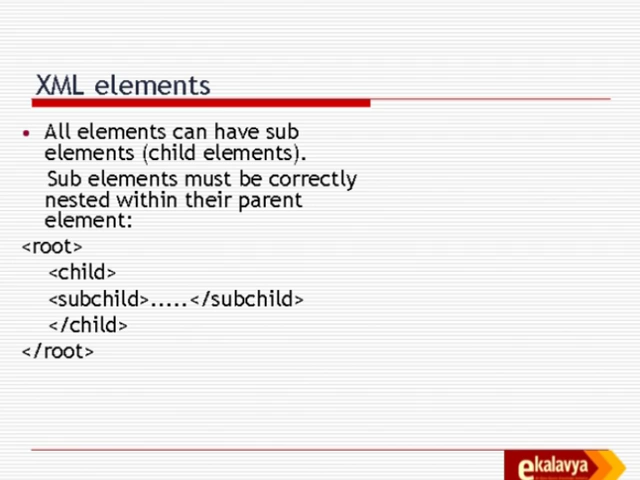 XML elements
• All elements can have sub
elements (child elements).
Sub elements must be correctly
nested within their parent
element:
<root>
<child>
<subchild>.....</subchild>
</child>
</root>
ekalavya